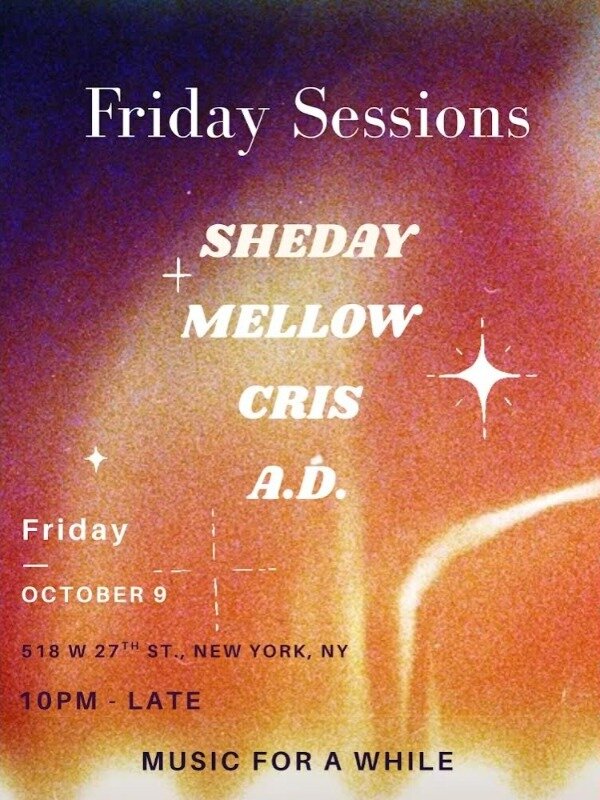 Friday Sessions
SHEDAY
MELLOW
CRIS
A.D.
Friday
—
OCTOBER 9
518 W 27TH ST., NEW YORK, NY
10PM - LATE
MUSIC FOR A WHILE